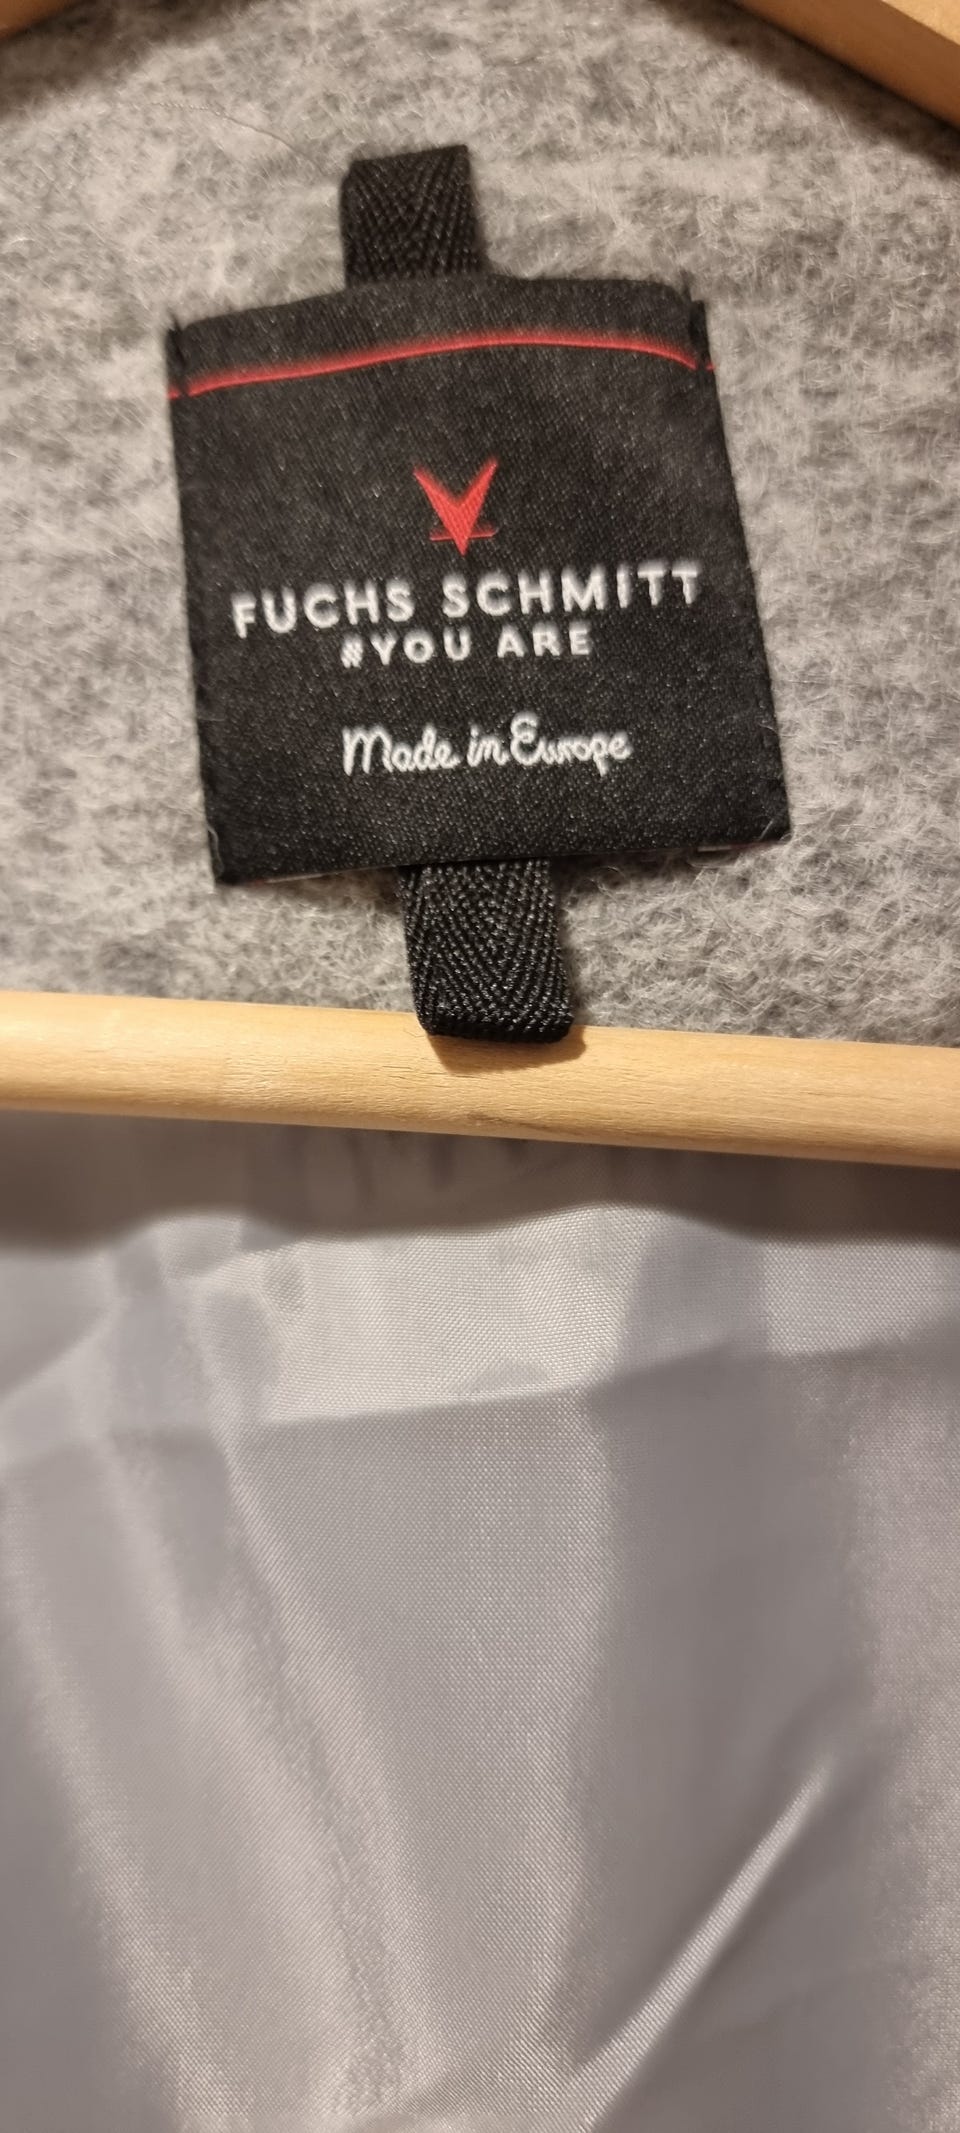 FUCHS SCHMITT
#YOU ARE
Made in Europe